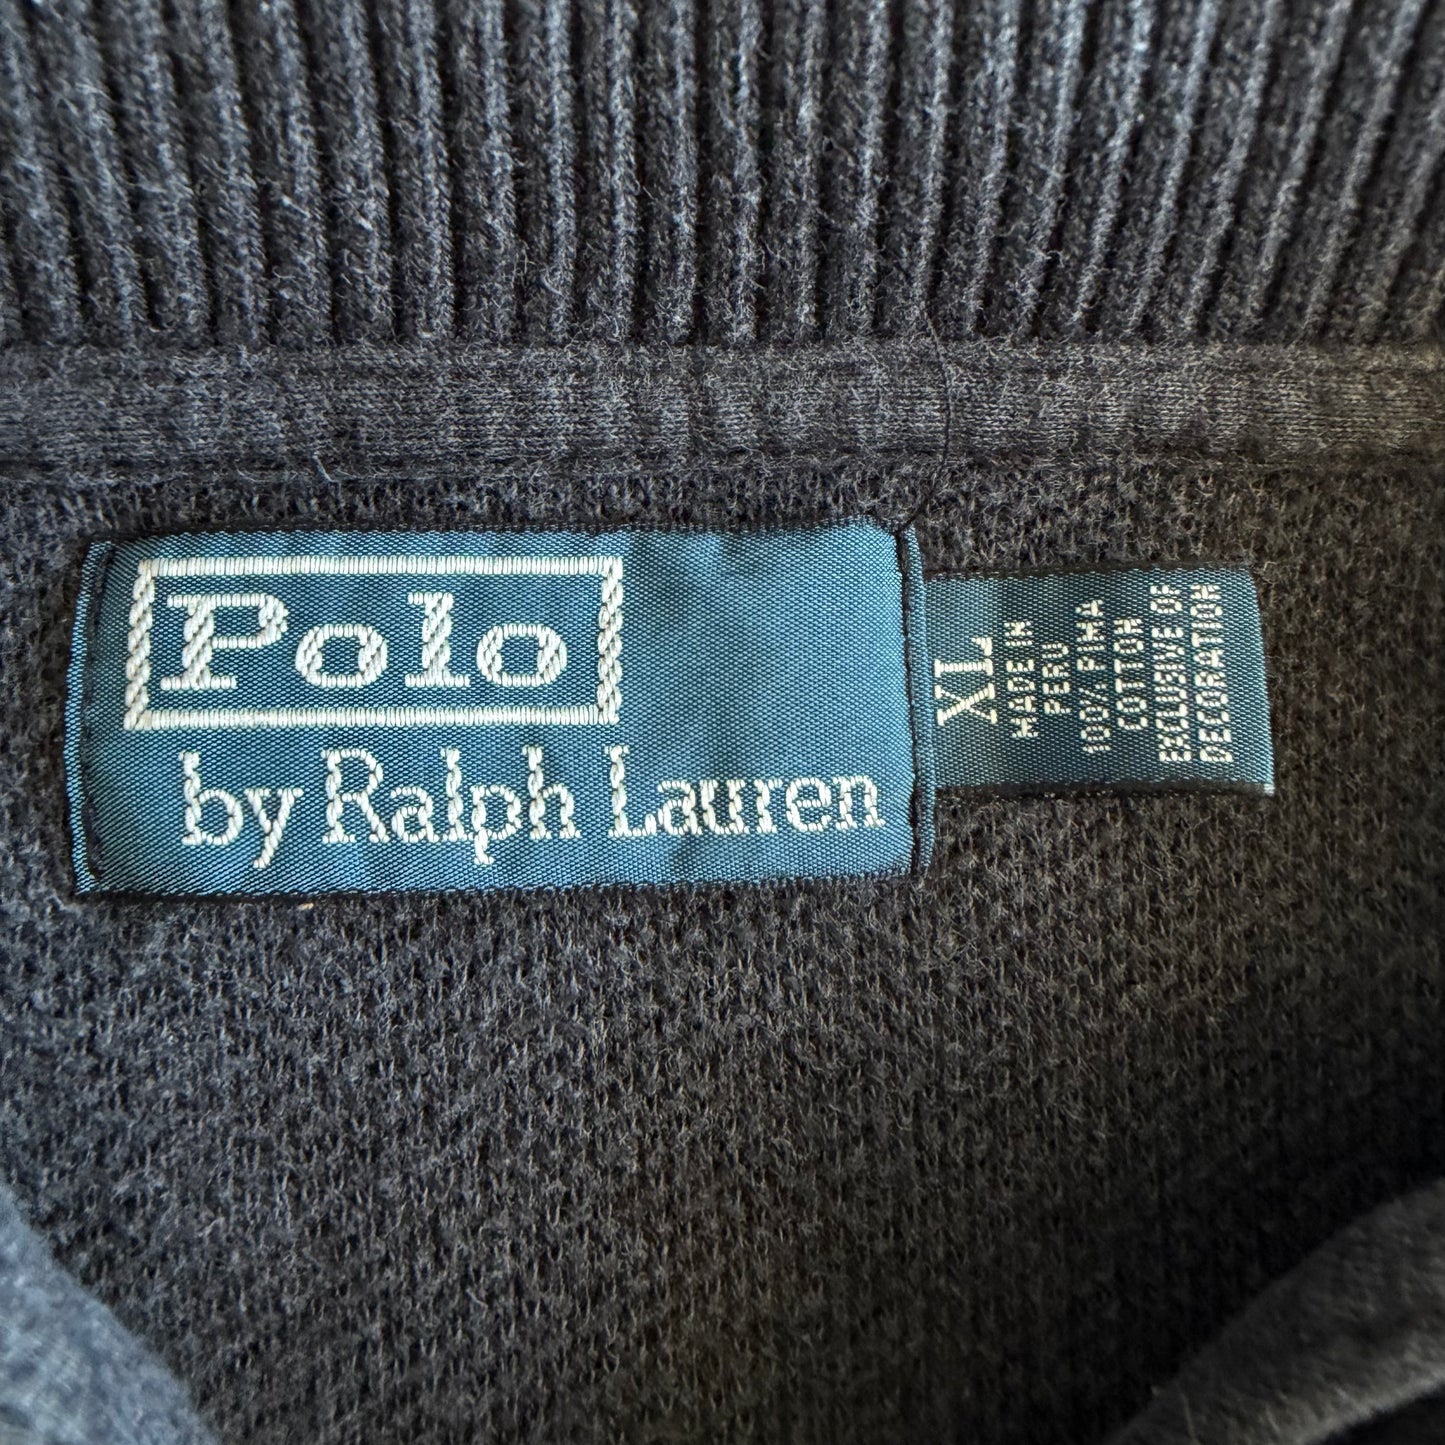 Polo
by Ralph Lauren
XL
MADE IN
PERU
100% PIMA
COTTON
EXCLUSIVE OF
DECORATION